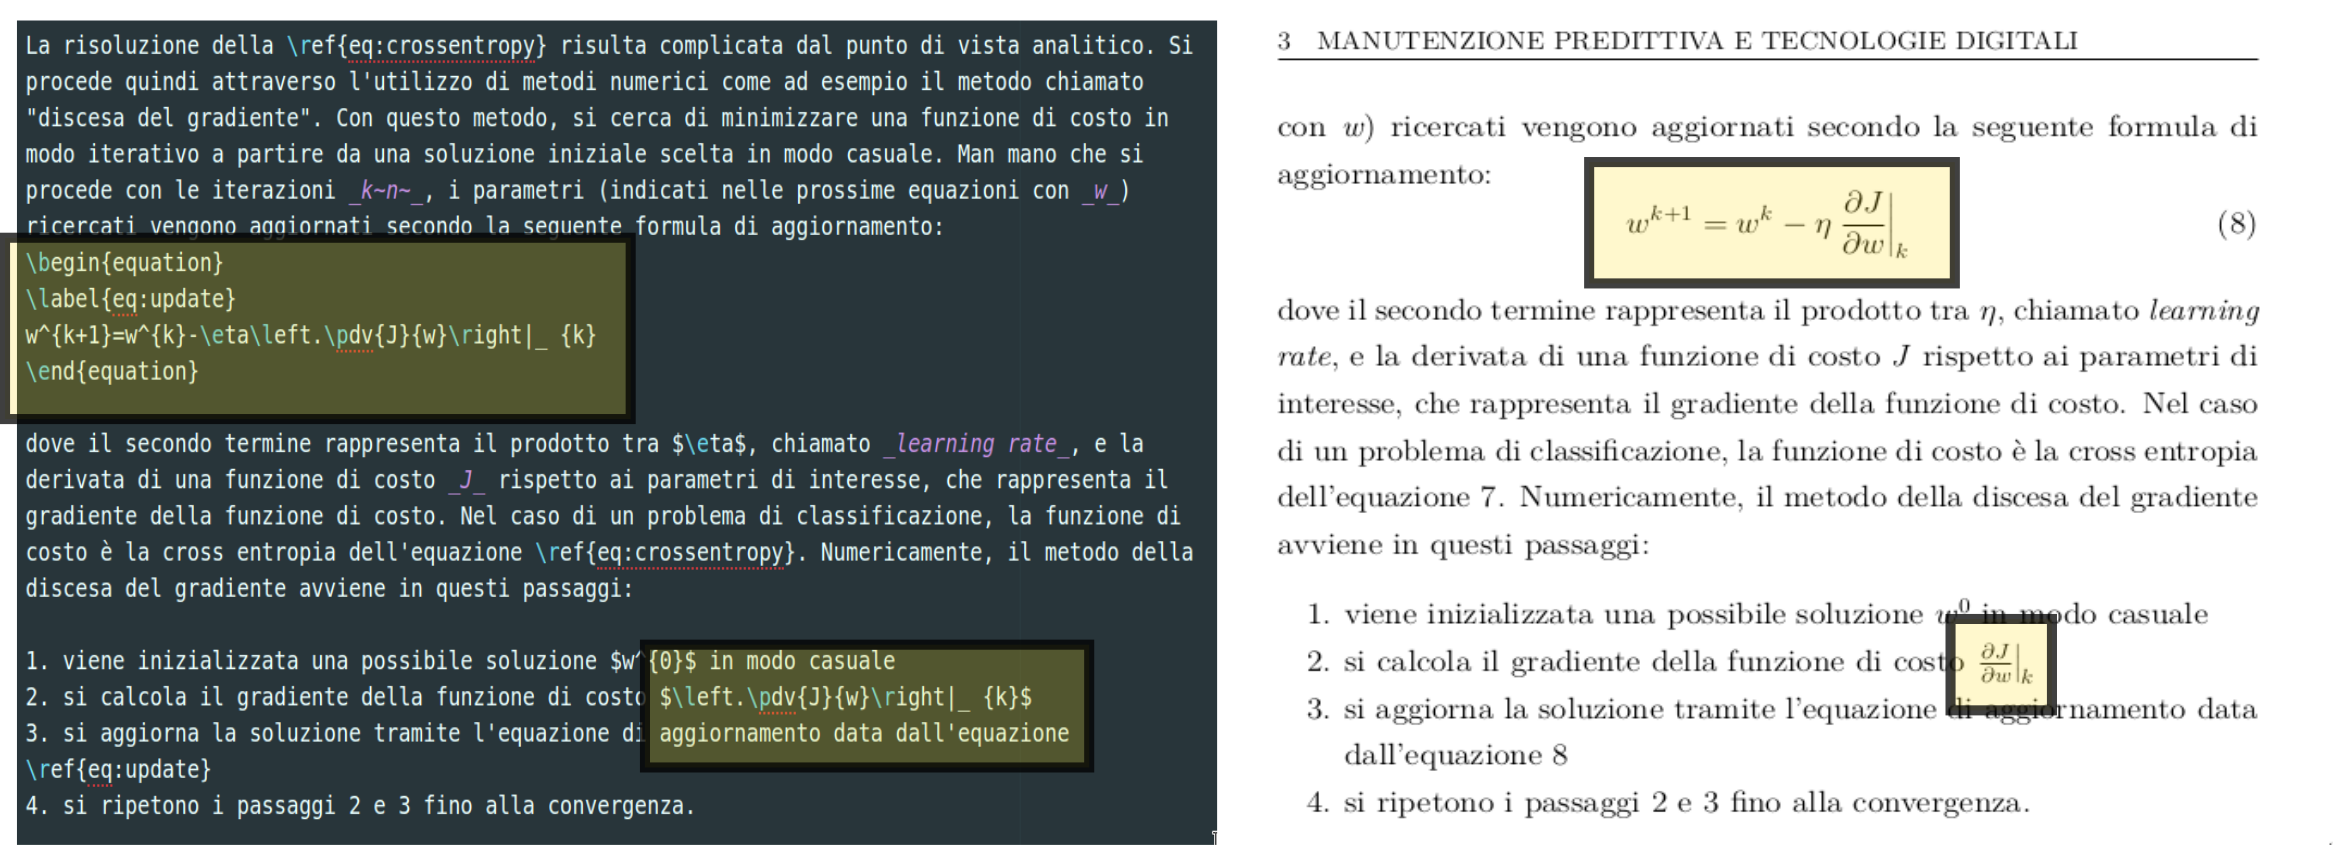 La risoluzione della \ref{eq:crossentropy} risulta complicata dal punto di vista analitico. Si
procede quindi attraverso l'utilizzo di metodi numerici come ad esempio il metodo chiamato
"discesa del gradiente". Con questo metodo, si cerca di minimizzare una funzione di costo in
modo iterativo a partire da una soluzione iniziale scelta in modo casuale. Man mano che si
procede con le iterazioni _k~n~_, i parametri (indicati nelle prossime equazioni con _w_)
ricercati vengono aggiornati secondo la seguente formula di aggiornamento:
\begin{equation}
\label{eq:update}
w^{k+1}=w^{k}-\eta\left.\pdv{J}{w}\right|_ {k}
\end{equation}
dove il secondo termine rappresenta il prodotto tra $\eta$, chiamato _learning rate_, e la
derivata di una funzione di costo _J_ rispetto ai parametri di interesse, che rappresenta il
gradiente della funzione di costo. Nel caso di un problema di classificazione, la funzione di
costo è la cross entropia dell'equazione \ref{eq:crossentropy}. Numericamente, il metodo della
discesa del gradiente avviene in questi passaggi:
1. viene inizializzata una possibile soluzione $w^{0}$ in modo casuale
2. si calcola il gradiente della funzione di costo $\left.\pdv{J}{w}\right|_ {k}$
3. si aggiorna la soluzione tramite l'equazione di aggiornamento data dall'equazione
\ref{eq:update}
4. si ripetono i passaggi 2 e 3 fino alla convergenza.
3 MANUTENZIONE PREDITTIVA E TECNOLOGIE DIGITALI
con w) ricercati vengono aggiornati secondo la seguente formula di
aggiornamento:
w^{k+1} = w^k − η ∂J/∂w|_k (8)
dove il secondo termine rappresenta il prodotto tra η, chiamato learning
rate, e la derivata di una funzione di costo J rispetto ai parametri di
interesse, che rappresenta il gradiente della funzione di costo. Nel caso
di un problema di classificazione, la funzione di costo è la cross entropia
dell'equazione 7. Numericamente, il metodo della discesa del gradiente
avviene in questi passaggi:
1. viene inizializzata una possibile soluzione w^0 in modo casuale
2. si calcola il gradiente della funzione di costo ∂J/∂w|_k
3. si aggiorna la soluzione tramite l'equazione di aggiornamento data
dall'equazione 8
4. si ripetono i passaggi 2 e 3 fino alla convergenza.